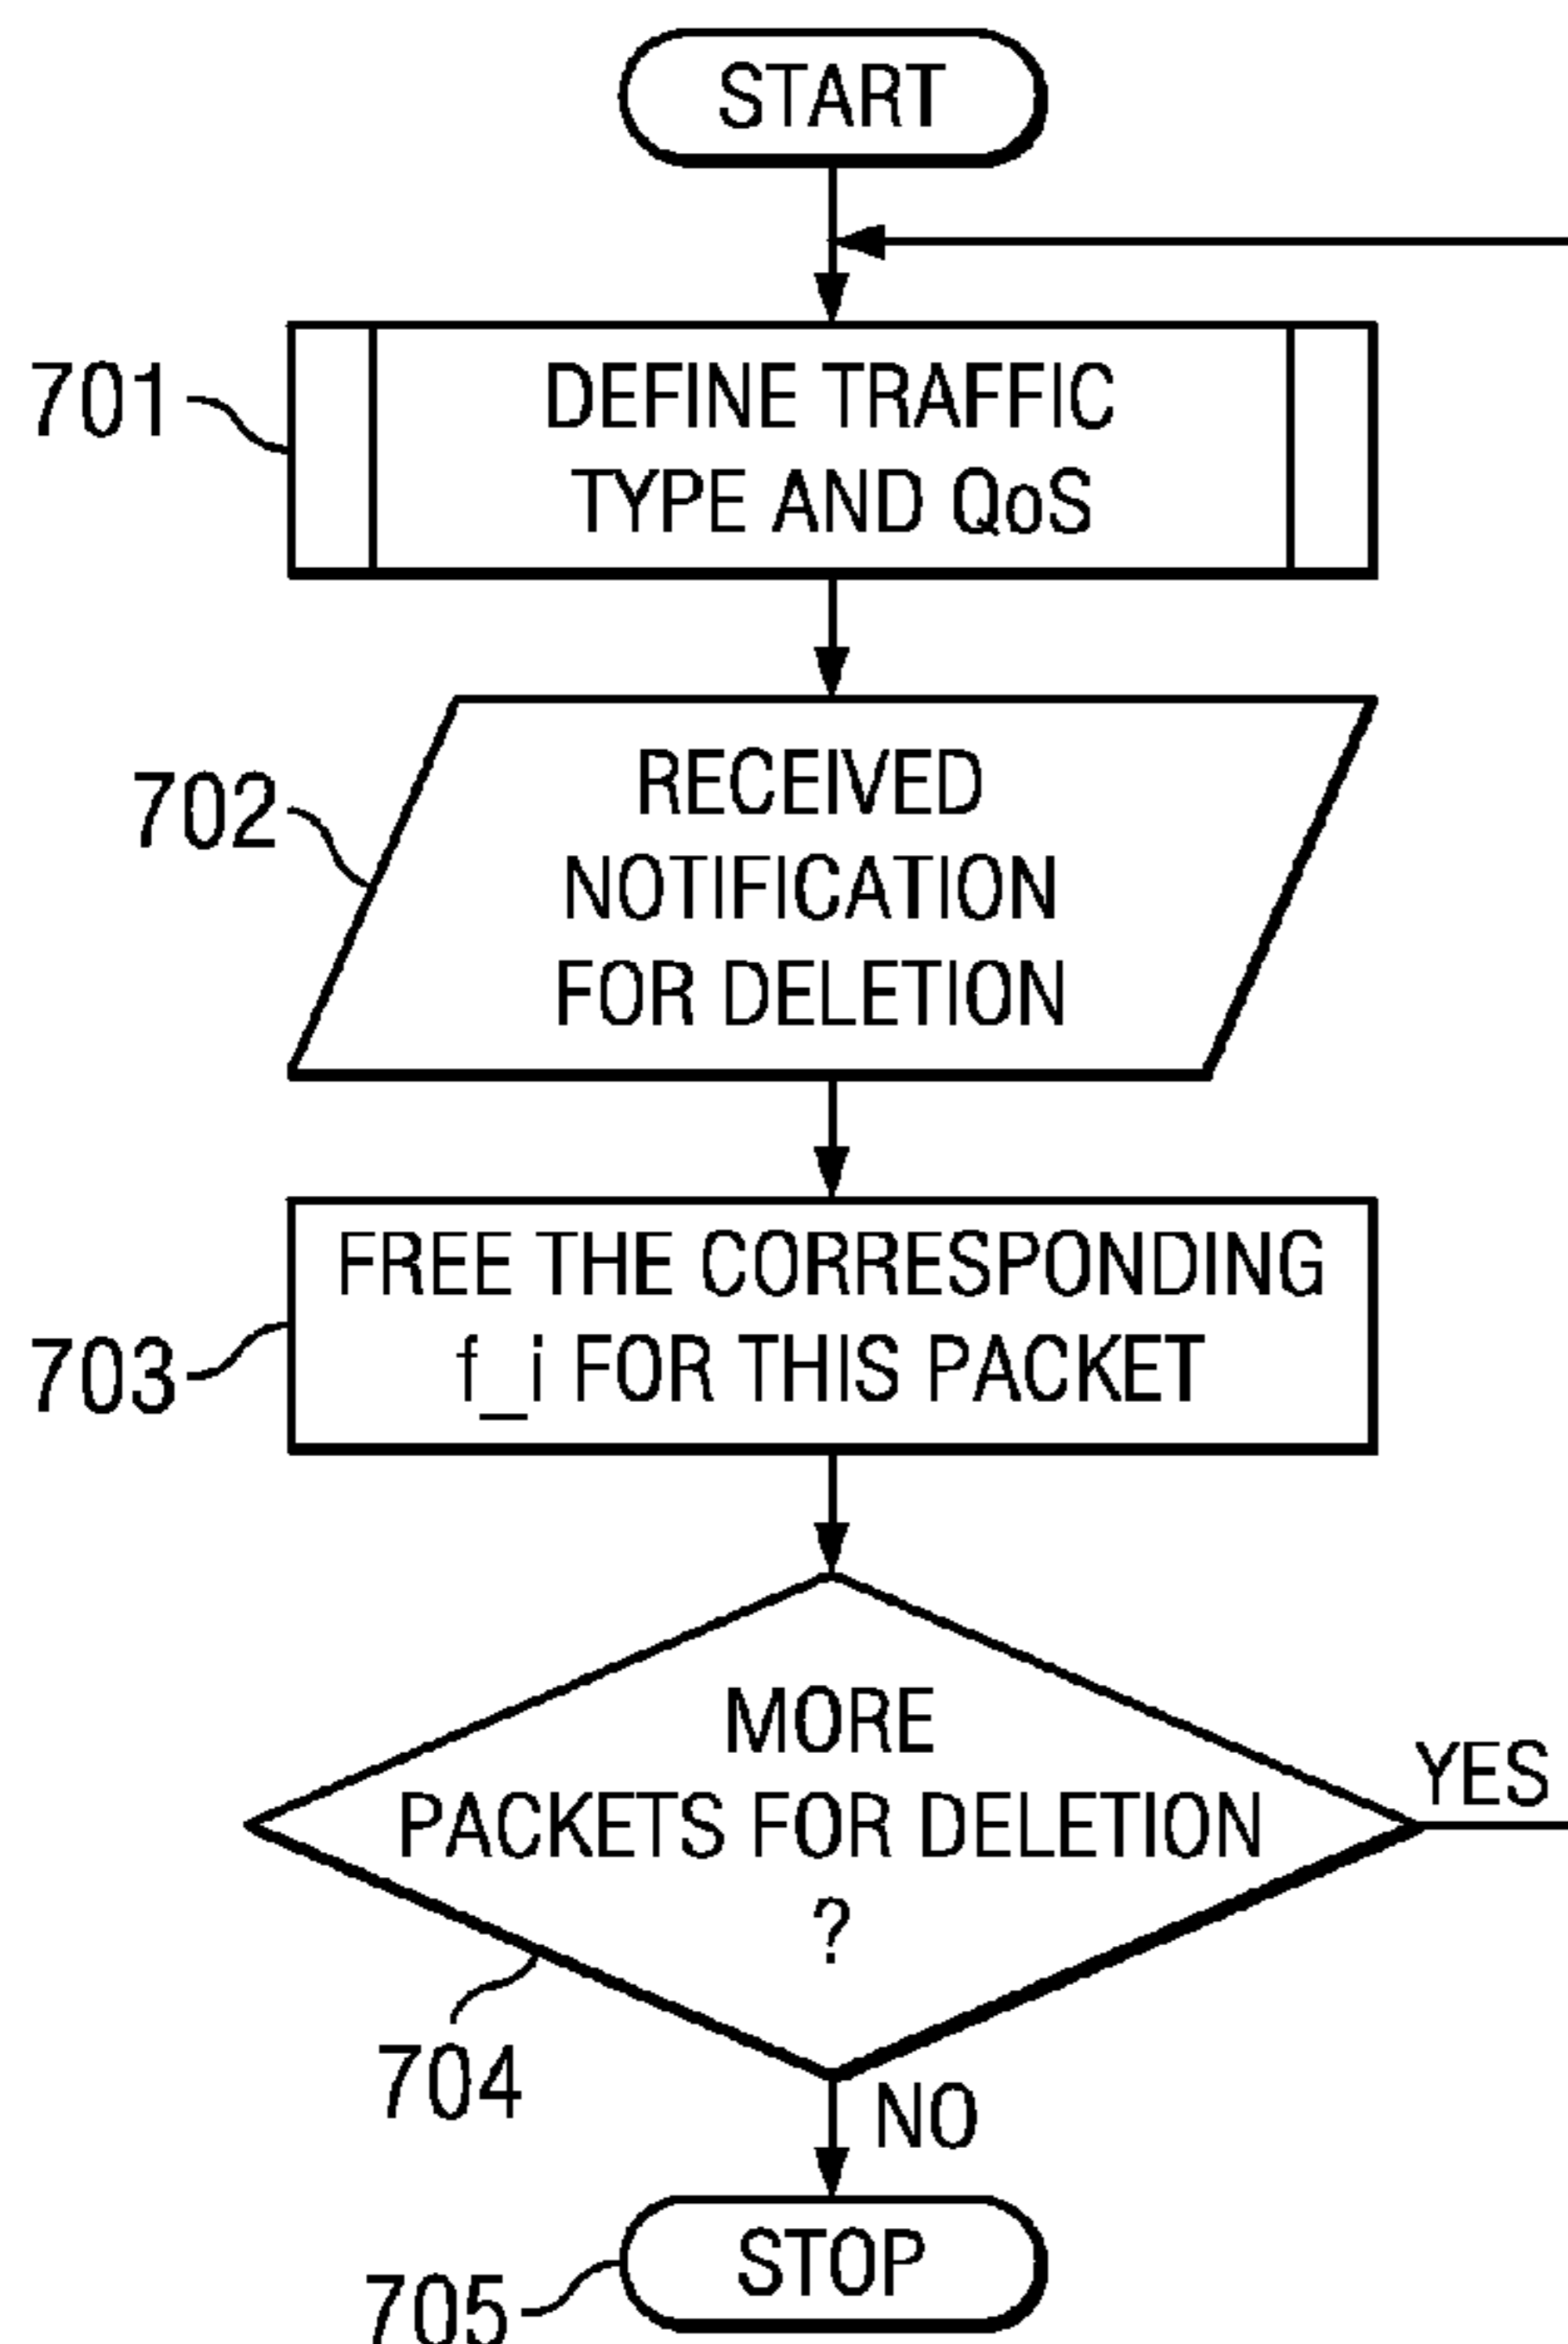 START
701
DEFINE TRAFFIC
TYPE AND QoS
702
RECEIVED
NOTIFICATION
FOR DELETION
703
FREE THE CORRESPONDING
f_i FOR THIS PACKET
704
MORE
PACKETS FOR DELETION
?
YES
NO
705
STOP